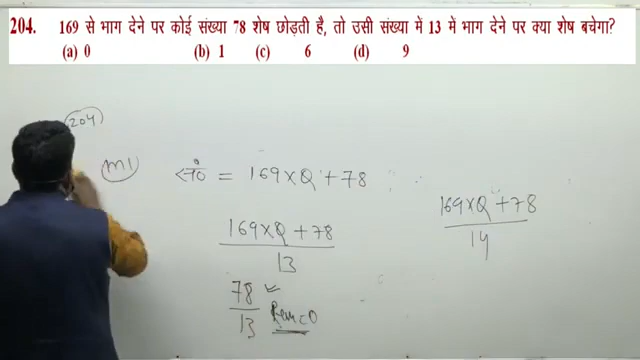 204. 169 से भाग देने पर कोई संख्या 78 शेष छोड़ती है, तो उसी संख्या में 13 में भाग देने पर क्या शेष बचेगा?
(a) 0 (b) 1 (c) 6 (d) 9
204
M1
सं० = 169×Q + 78
169×Q + 78
13
78
13
Rem = 0
169×Q + 78
14